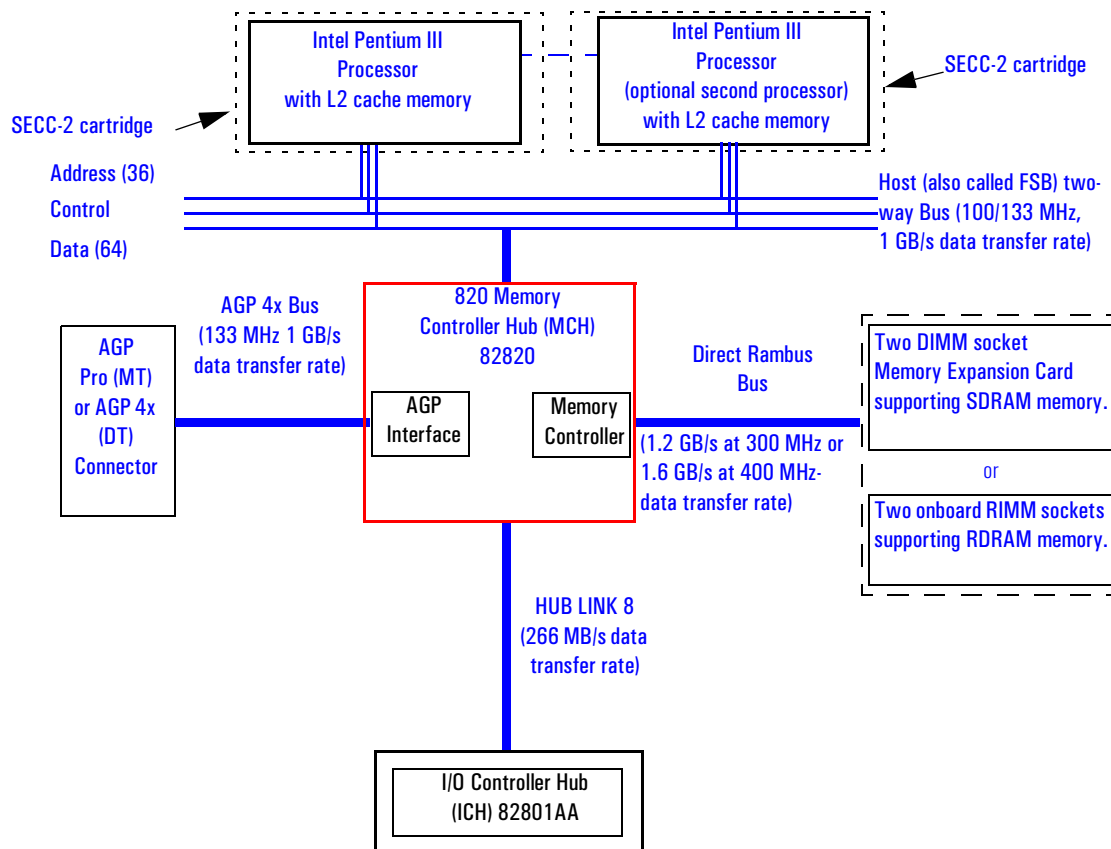 Intel Pentium III
Processor
with L2 cache memory
Intel Pentium III
Processor
(optional second processor)
with L2 cache memory
SECC-2 cartridge
SECC-2 cartridge
Address (36)
Control
Data (64)
Host (also called FSB) two-
way Bus (100/133 MHz,
1 GB/s data transfer rate)
AGP 4x Bus
(133 MHz 1 GB/s
data transfer rate)
820 Memory
Controller Hub (MCH)
82820
AGP
Interface
Memory
Controller
AGP
Pro (MT)
or AGP 4x
(DT)
Connector
Direct Rambus
Bus
(1.2 GB/s at 300 MHz or
1.6 GB/s at 400 MHz-
data transfer rate)
Two DIMM socket
Memory Expansion Card
supporting SDRAM memory.
or
Two onboard RIMM sockets
supporting RDRAM memory.
HUB LINK 8
(266 MB/s data
transfer rate)
I/O Controller Hub
(ICH) 82801AA